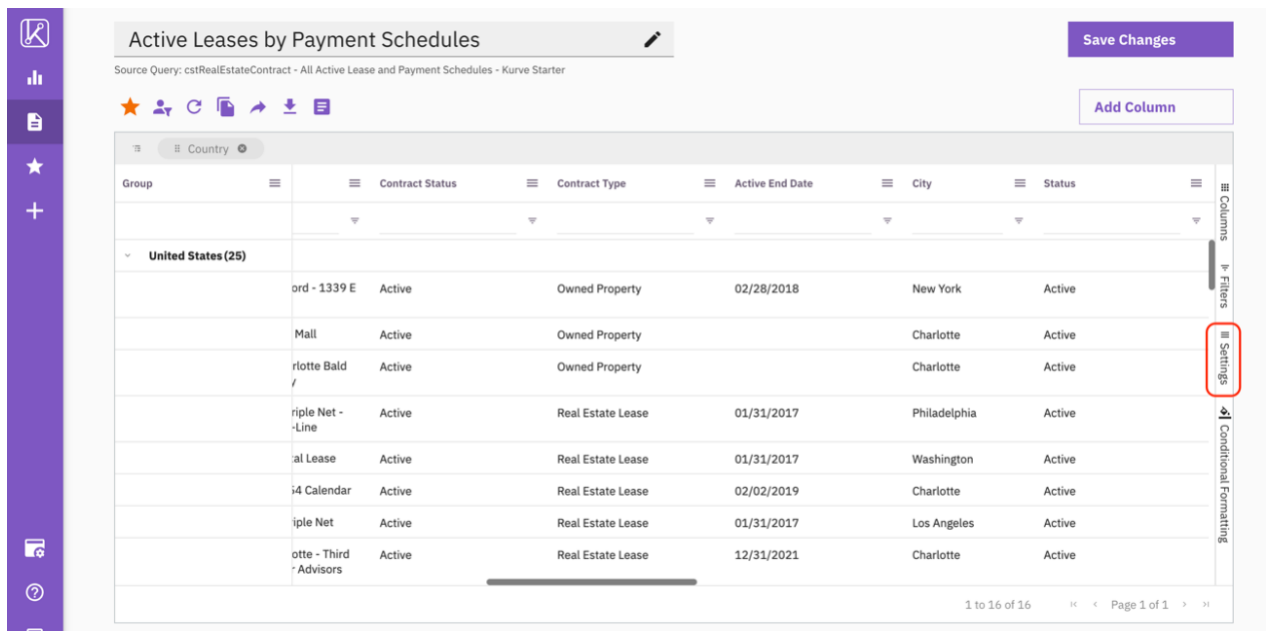 Active Leases by Payment Schedules
Save Changes
Source Query: cstRealEstateContract - All Active Lease and Payment Schedules - Kurve Starter
Add Column
Country
Group Contract Status Contract Type Active End Date City Status
United States (25)
ord - 1339 E Active Owned Property 02/28/2018 New York Active
Mall Active Owned Property Charlotte Active
rlotte Bald Active Owned Property Charlotte Active
y
riple Net - Active Real Estate Lease 01/31/2017 Philadelphia Active
-Line
al Lease Active Real Estate Lease 01/31/2017 Washington Active
54 Calendar Active Real Estate Lease 02/02/2019 Charlotte Active
iple Net Active Real Estate Lease 01/31/2017 Los Angeles Active
otte - Third Active Real Estate Lease 12/31/2021 Charlotte Active
Advisors
1 to 16 of 16 Page 1 of 1
Columns
Filters
Settings
Conditional Formatting